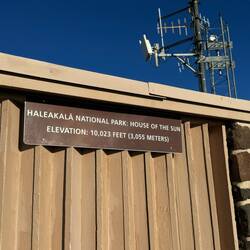 HALEAKALĀ NATIONAL PARK: HOUSE OF THE SUN
ELEVATION: 10,023 FEET (3,055 METERS)